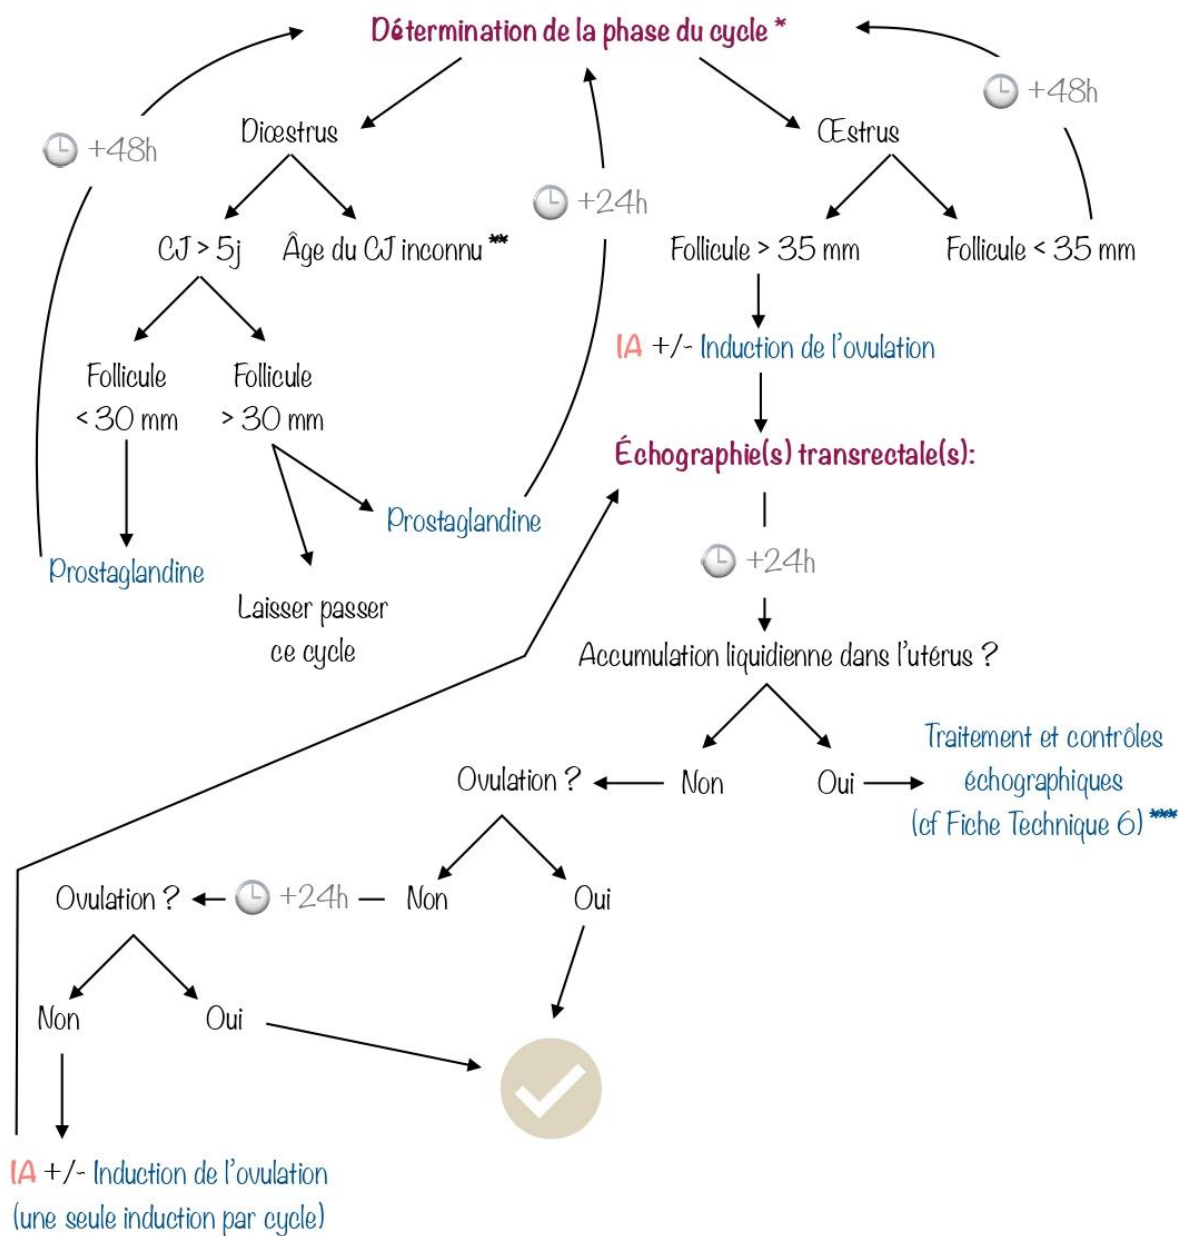 Détermination de la phase du cycle *
+48h
+48h
Diœstrus
Œstrus
+24h
CJ > 5j
Âge du CJ inconnu **
Follicule > 35 mm
Follicule < 35 mm
IA +/- Induction de l'ovulation
Follicule
< 30 mm
Follicule
> 30 mm
Échographie(s) transrectale(s):
Prostaglandine
Prostaglandine
+24h
Laisser passer
ce cycle
Accumulation liquidienne dans l'utérus ?
Ovulation ?
Non
Oui
Traitement et contrôles
échographiques
(cf Fiche Technique 6) ***
Ovulation ?
+24h
Non
Oui
Non
Oui
IA +/- Induction de l'ovulation
(une seule induction par cycle)